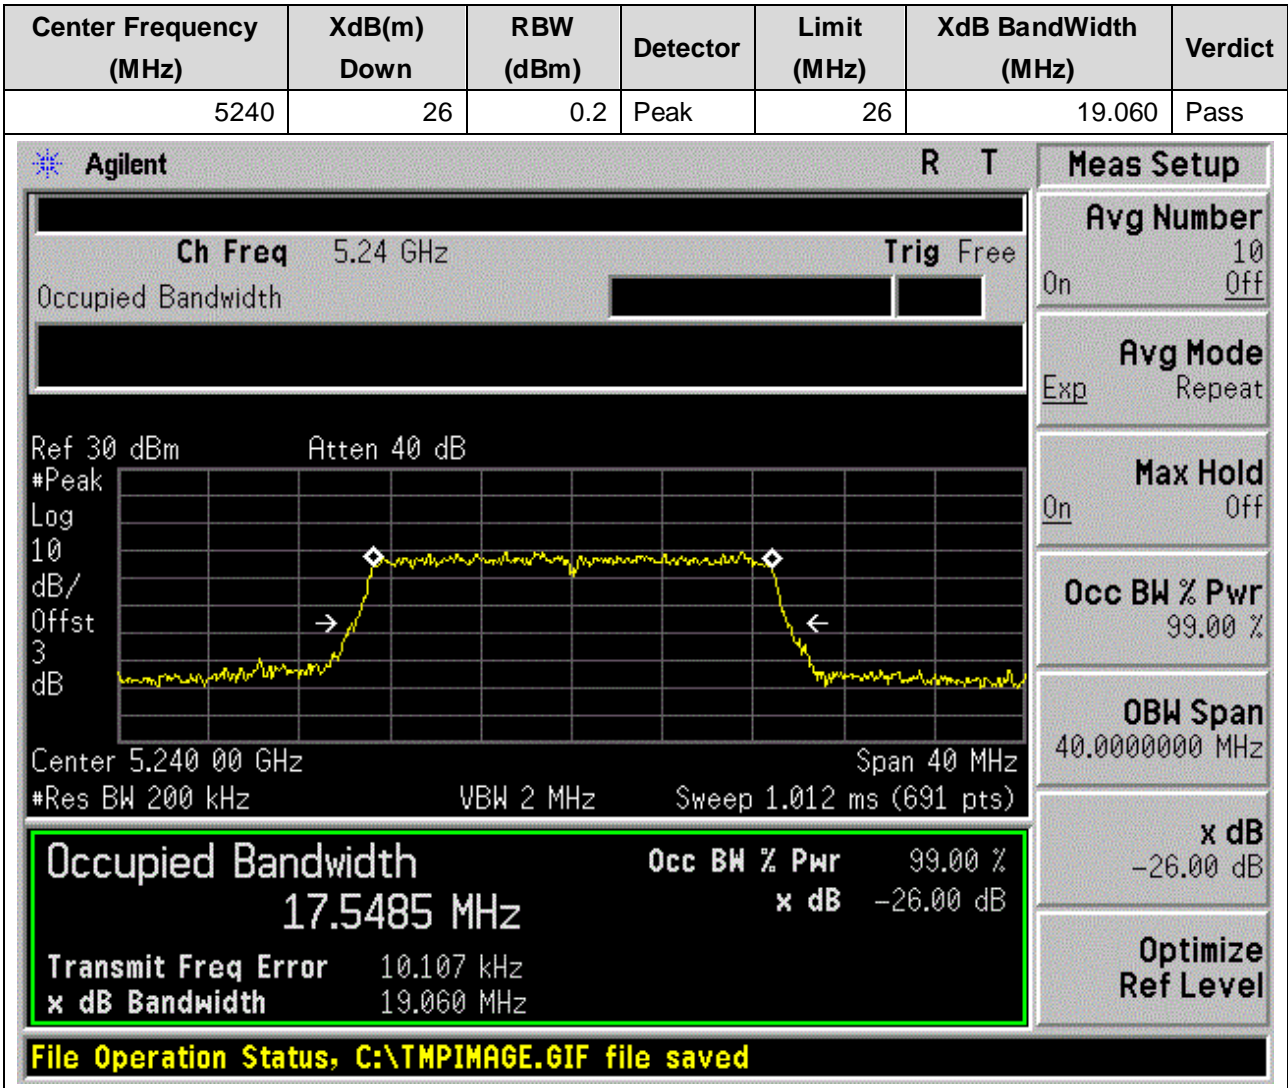 Center Frequency (MHz) XdB(m) Down RBW (dBm) Detector Limit (MHz) XdB BandWidth (MHz) Verdict
5240 26 0.2 Peak 26 19.060 Pass
Agilent R T
Ch Freq 5.24 GHz Trig Free
Occupied Bandwidth
Ref 30 dBm Atten 40 dB
#Peak
Log
10
dB/
Offst
3
dB
Center 5.240 00 GHz Span 40 MHz
#Res BW 200 kHz VBW 2 MHz Sweep 1.012 ms (691 pts)
Occupied Bandwidth
17.5485 MHz
Occ BW % Pwr 99.00 %
x dB -26.00 dB
Transmit Freq Error 10.107 kHz
x dB Bandwidth 19.060 MHz
File Operation Status, C:\TMPIMAGE.GIF file saved
Meas Setup
Avg Number
10
On Off
Avg Mode
Exp Repeat
Max Hold
On Off
Occ BW % Pwr
99.00 %
OBW Span
40.0000000 MHz
x dB
-26.00 dB
Optimize
Ref Level